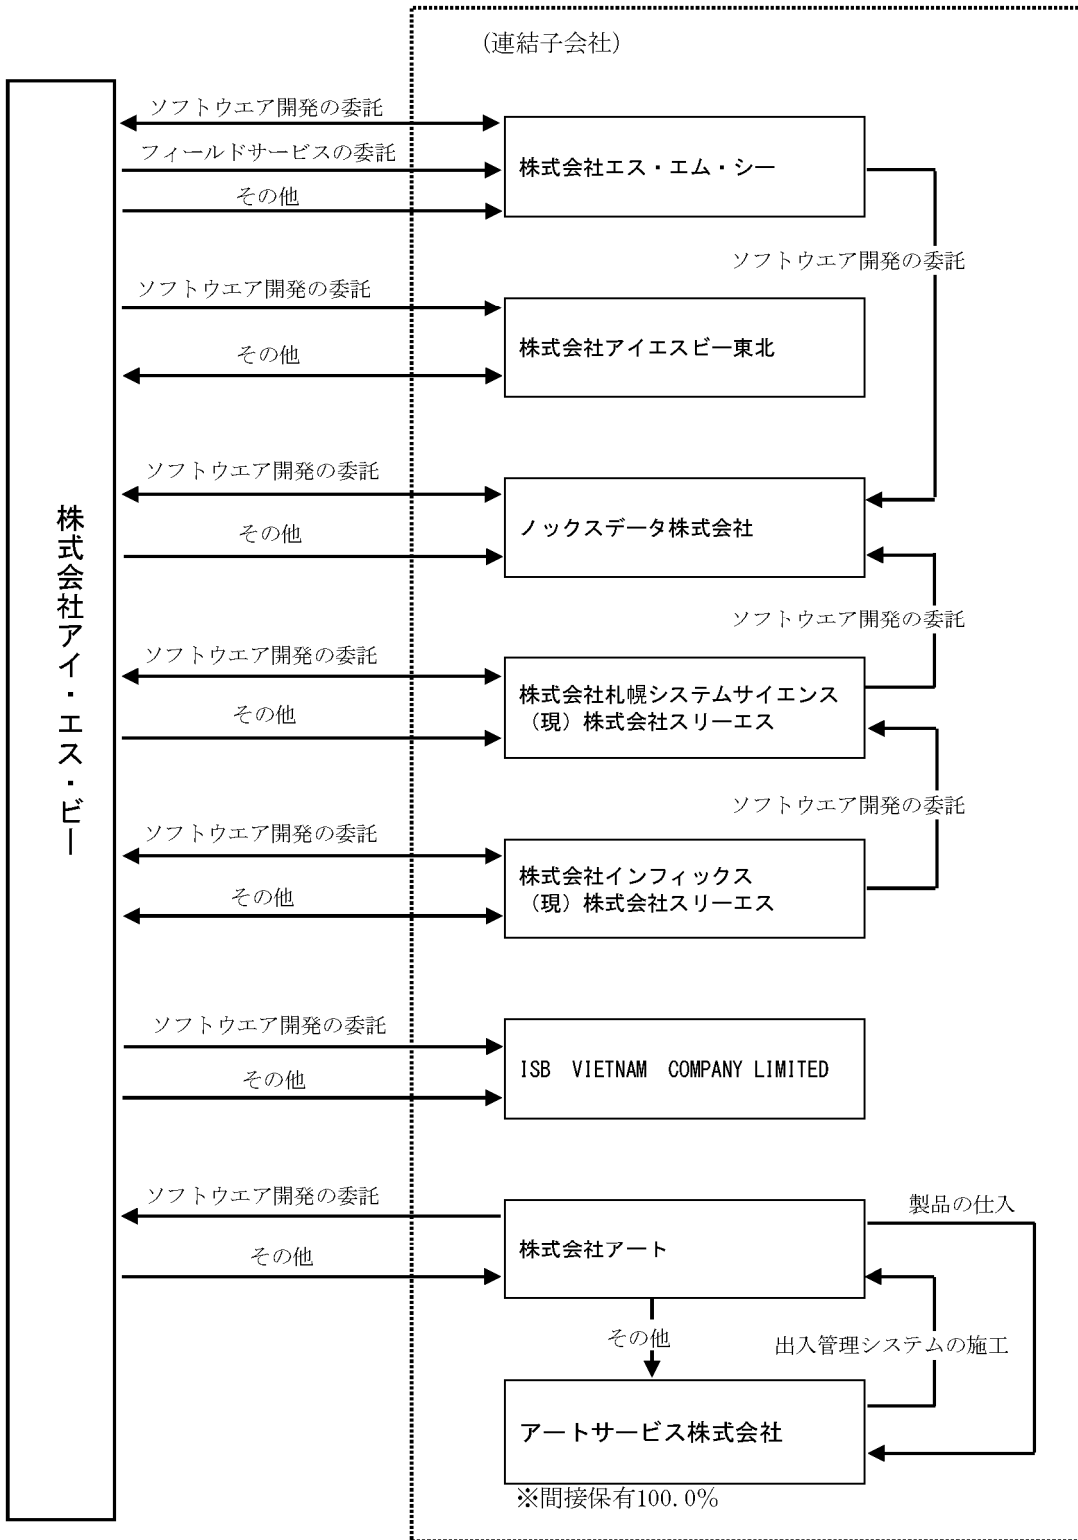 (連結子会社)
株式会社アイ・エス・ビー
ソフトウエア開発の委託
フィールドサービスの委託
その他
株式会社エス・エム・シー
ソフトウエア開発の委託
ソフトウエア開発の委託
その他
株式会社アイエスビー東北
ソフトウエア開発の委託
その他
ノックスデータ株式会社
ソフトウエア開発の委託
ソフトウエア開発の委託
その他
株式会社札幌システムサイエンス
（現）株式会社スリーエス
ソフトウエア開発の委託
ソフトウエア開発の委託
その他
株式会社インフィックス
（現）株式会社スリーエス
ソフトウエア開発の委託
その他
ISB VIETNAM COMPANY LIMITED
ソフトウエア開発の委託
その他
株式会社アート
製品の仕入
その他
出入管理システムの施工
アートサービス株式会社
※間接保有100.0%